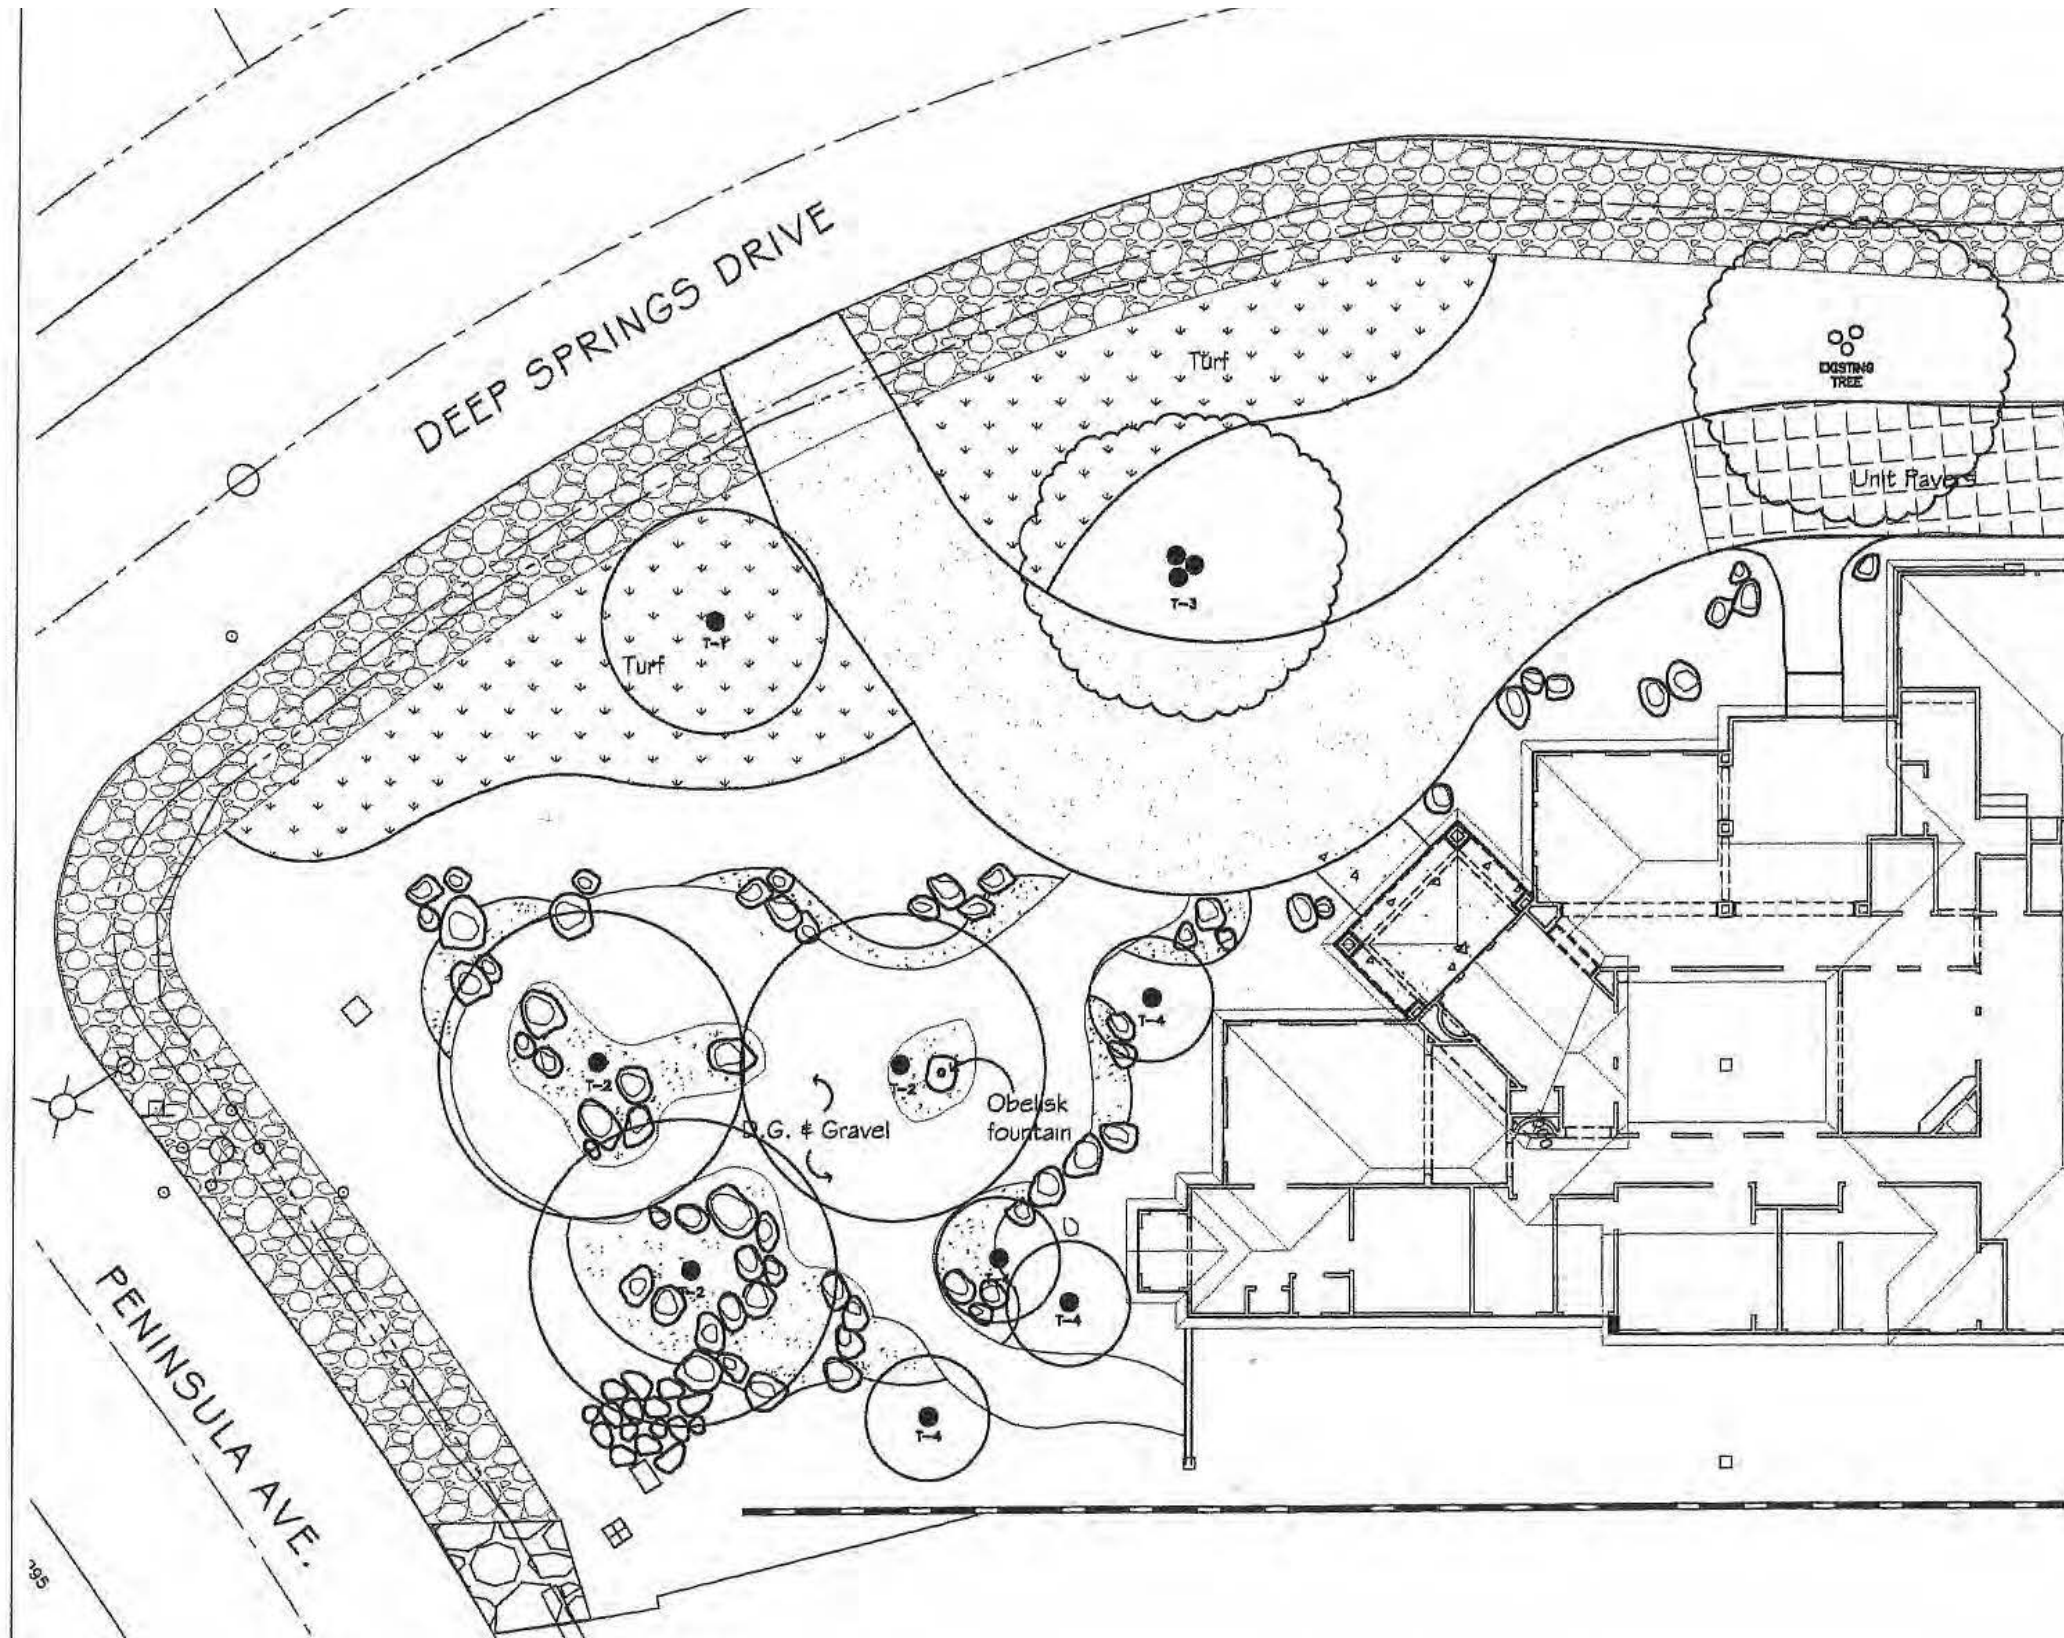 DEEP SPRINGS DRIVE
Turf
EXISTING
TREE
Unit Pavers
T-3
T-1
Turf
T-4
T-2
T-2
Obelisk
fountain
D.G. & Gravel
T-2
T-4
T-4
PENINSULA AVE.